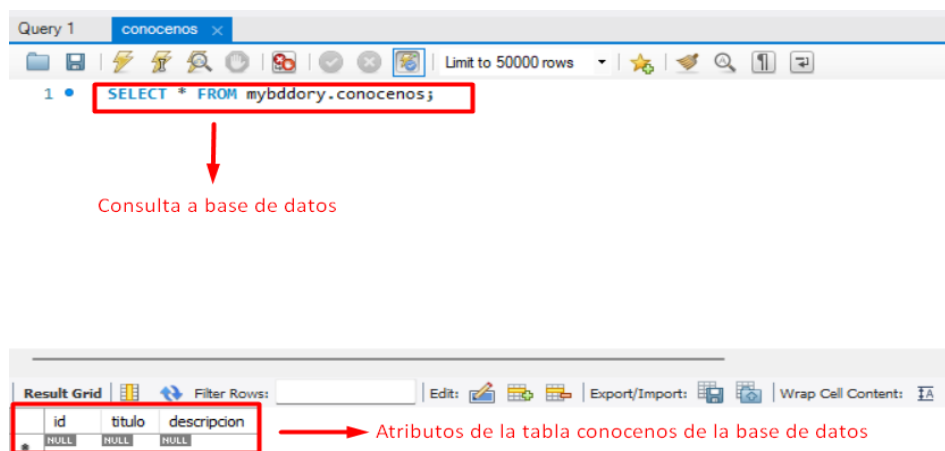 Query 1 conocenos
Limit to 50000 rows
1 SELECT * FROM mybddory.conocenos;
Consulta a base de datos
Result Grid Filter Rows: Edit: Export/Import: Wrap Cell Content:
id titulo descripcion
NULL NULL NULL
Atributos de la tabla conocenos de la base de datos